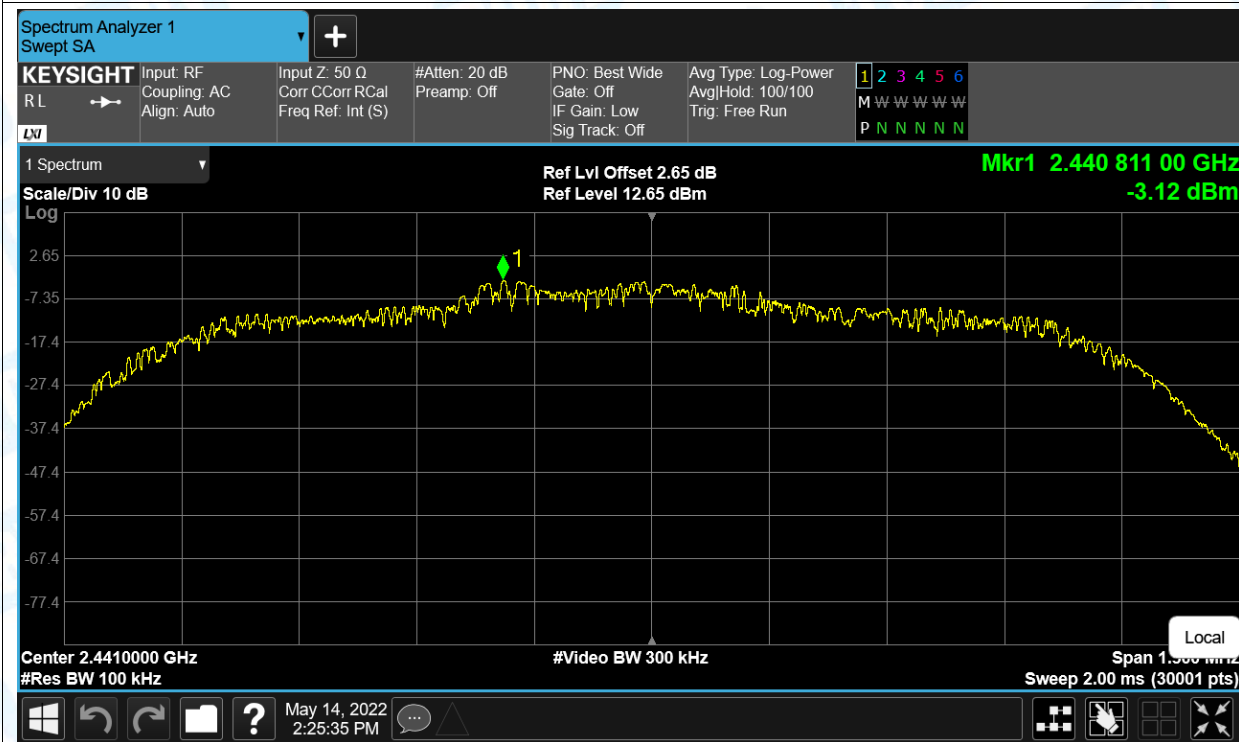 Spectrum Analyzer 1
Swept SA
KEYSIGHT
R L
LXI
Input: RF
Coupling: AC
Align: Auto
Input Z: 50 Ω
Corr CCorr RCal
Freq Ref: Int (S)
#Atten: 20 dB
Preamp: Off
PNO: Best Wide
Gate: Off
IF Gain: Low
Sig Track: Off
Avg Type: Log-Power
Avg|Hold: 100/100
Trig: Free Run
1 2 3 4 5 6
M W W W W W
P N N N N N
1 Spectrum
Scale/Div 10 dB
Log
Ref Lvl Offset 2.65 dB
Ref Level 12.65 dBm
Mkr1 2.440 811 00 GHz
-3.12 dBm
1
2.65
-7.35
-17.4
-27.4
-37.4
-47.4
-57.4
-67.4
-77.4
Local
Center 2.4410000 GHz
#Video BW 300 kHz
#Res BW 100 kHz
Sweep 2.00 ms (30001 pts)
?
May 14, 2022
2:25:35 PM